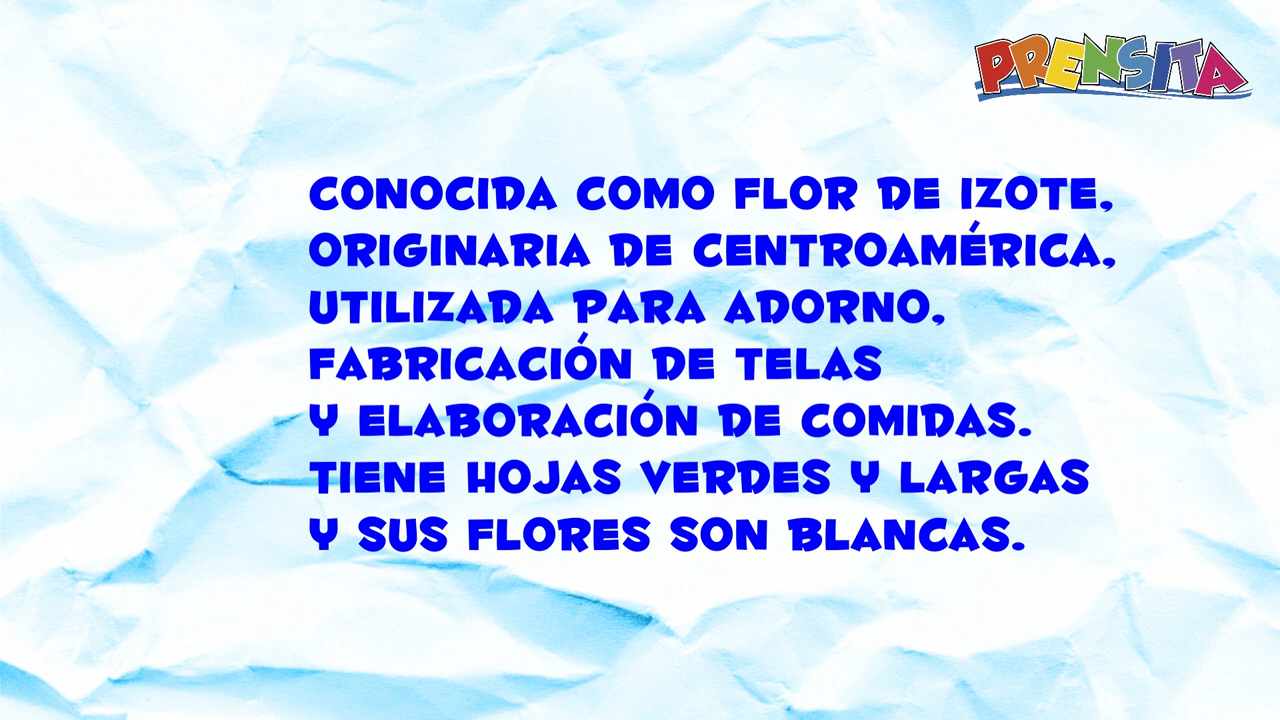 PRENSITA
CONOCIDA COMO FLOR DE IZOTE,
ORIGINARIA DE CENTROAMÉRICA,
UTILIZADA PARA ADORNO,
FABRICACIÓN DE TELAS
Y ELABORACIÓN DE COMIDAS.
TIENE HOJAS VERDES Y LARGAS
Y SUS FLORES SON BLANCAS.